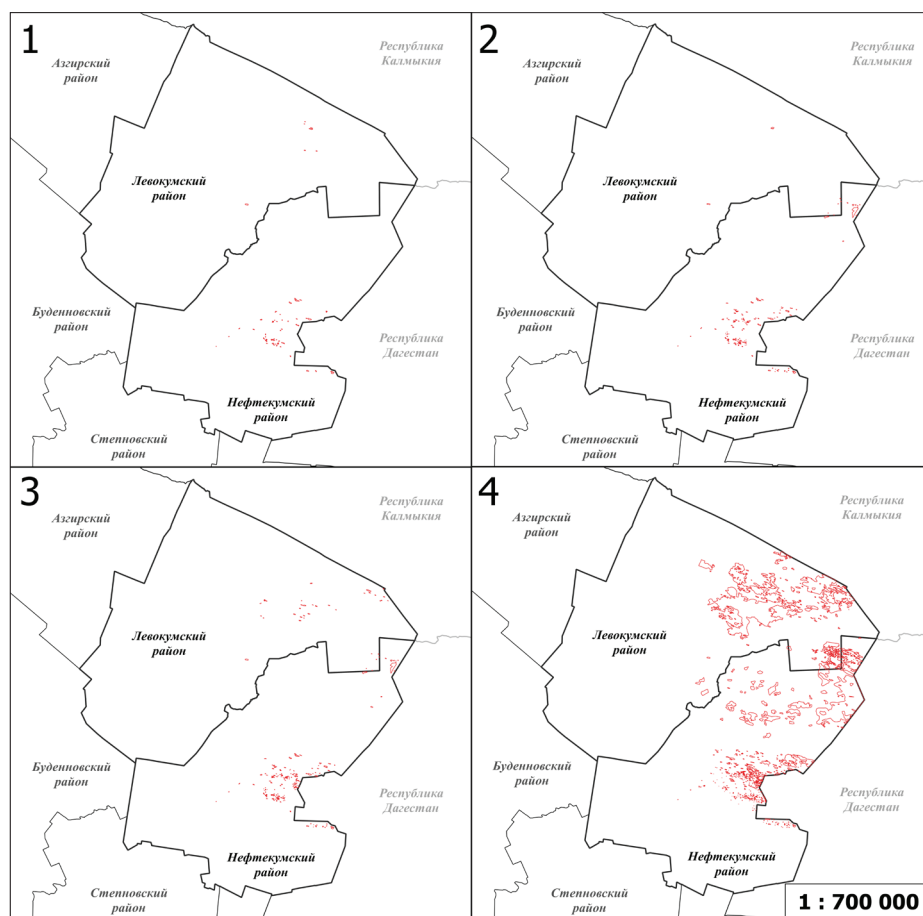 1
Республика
Калмыкия
Азгирский
район
Левокумский
район
Буденновский
район
Республика
Дагестан
Нефтекумский
район
Степновский
район
2
Республика
Калмыкия
Азгирский
район
Левокумский
район
Буденновский
район
Республика
Дагестан
Нефтекумский
район
Степновский
район
3
Республика
Калмыкия
Азгирский
район
Левокумский
район
Буденновский
район
Республика
Дагестан
Нефтекумский
район
Степновский
район
4
Республика
Калмыкия
Азгирский
район
Левокумский
район
Буденновский
район
Республика
Дагестан
Нефтекумский
район
Степновский
район
1 : 700 000